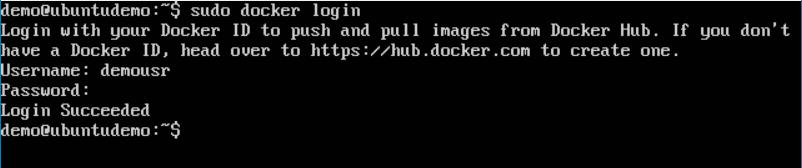 demo@ubuntudemo:~$ sudo docker login
Login with your Docker ID to push and pull images from Docker Hub. If you don't
have a Docker ID, head over to https://hub.docker.com to create one.
Username: demousr
Password:
Login Succeeded
demo@ubuntudemo:~$